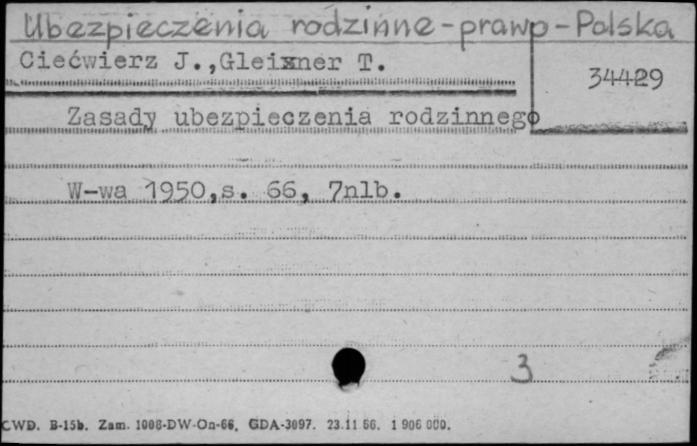 Ubezpieczenia rodzinne - prawo - Polska
Ciećwierz J.,Gleixner T.
34429
Zasady ubezpieczenia rodzinnego
W-wa 1950,s. 66, 7nlb.
3
CWD. B-15b. Zam. 1008-DW-On-66. GDA-3097. 23.11 56. 1 906 000.